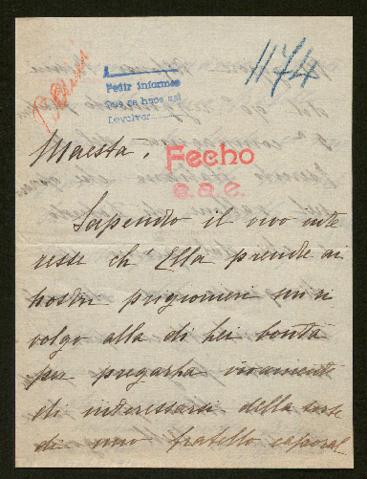 1174
Pedir informes
que se hace así
Devolver
Maestà.
Fecho
e.a.e.
Sapendo il vivo inte
resse ch' Ella prende ai
nostri prigionieri mi ri
volgo alla di Lei bontà
per pregarla vivamente
di interessarsi della sorte
di mio fratello caporal